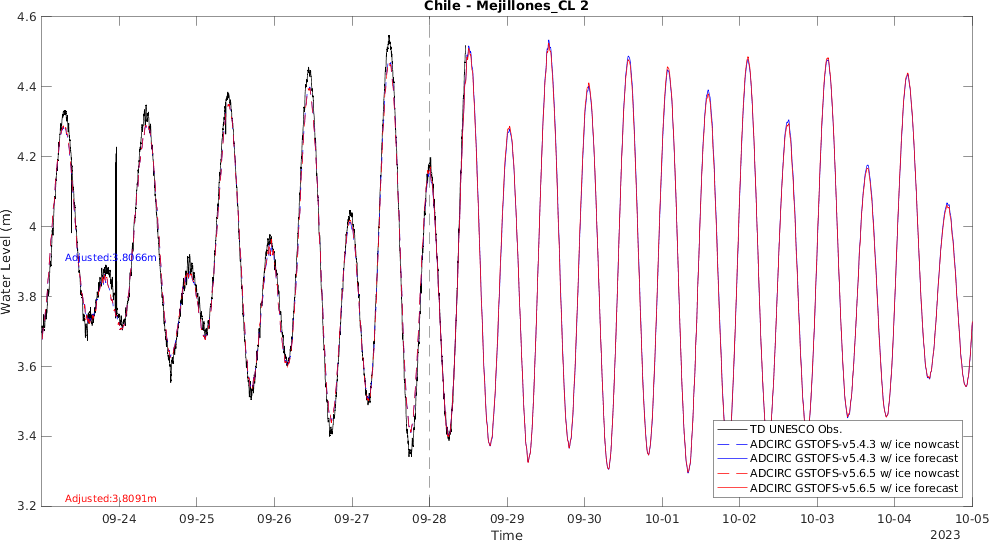 Chile - Mejillones_CL 2
4.6
4.4
4.2
4
3.8
3.6
3.4
3.2
Water Level (m)
Adjusted:3.8066m
Adjusted:3.8091m
TD UNESCO Obs.
ADCIRC GSTOFS-v5.4.3 w/ ice nowcast
ADCIRC GSTOFS-v5.4.3 w/ ice forecast
ADCIRC GSTOFS-v5.6.5 w/ ice nowcast
ADCIRC GSTOFS-v5.6.5 w/ ice forecast
09-24 09-25 09-26 09-27 09-28 09-29 09-30 10-01 10-02 10-03 10-04 10-05
Time
2023